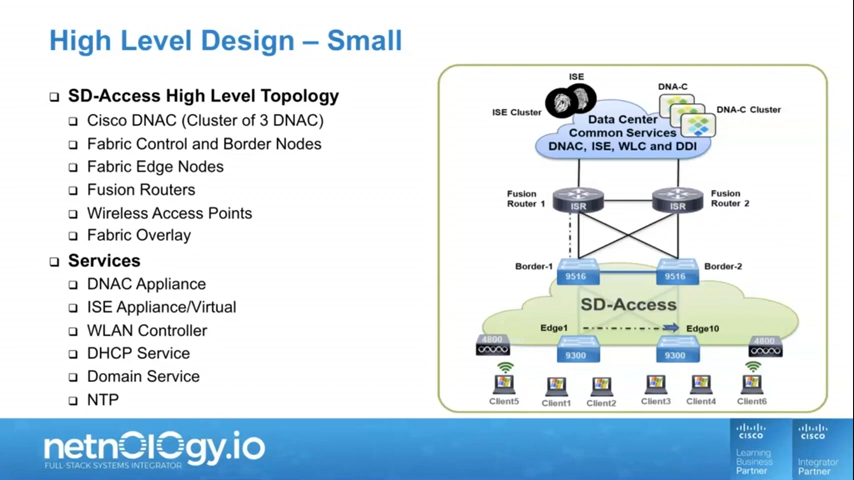 High Level Design – Small
SD-Access High Level Topology
Cisco DNAC (Cluster of 3 DNAC)
Fabric Control and Border Nodes
Fabric Edge Nodes
Fusion Routers
Wireless Access Points
Fabric Overlay
Services
DNAC Appliance
ISE Appliance/Virtual
WLAN Controller
DHCP Service
Domain Service
NTP
ISE
ISE Cluster
DNA-C
DNA-C Cluster
Data Center
Common Services
DNAC, ISE, WLC and DDI
Fusion
Router 1
ISR
ISR
Fusion
Router 2
Border-1
9516
9516
Border-2
SD-Access
Edge1
Edge10
4800
9300
9300
4800
Client5
Client1
Client2
Client3
Client4
Client6
netnology.io
FULL-STACK SYSTEMS INTEGRATOR
CISCO
Learning
Business
Partner
CISCO
Integrator
Partner